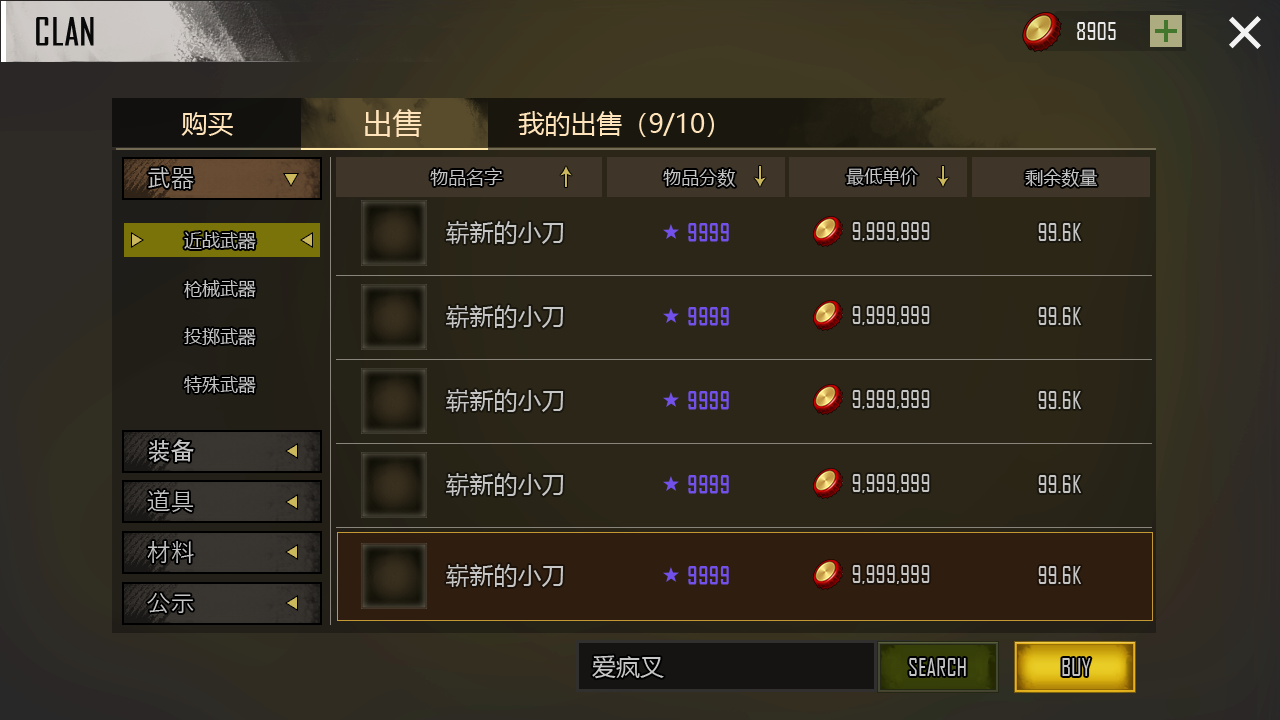 CLAN
8905
购买 出售 我的出售（9/10）
武器
近战武器
枪械武器
投掷武器
特殊武器
装备
道具
材料
公示
物品名字 物品分数 最低单价 剩余数量
崭新的小刀 9999 9,999,999 99.6K
崭新的小刀 9999 9,999,999 99.6K
崭新的小刀 9999 9,999,999 99.6K
崭新的小刀 9999 9,999,999 99.6K
崭新的小刀 9999 9,999,999 99.6K
爱疯叉 SEARCH BUY